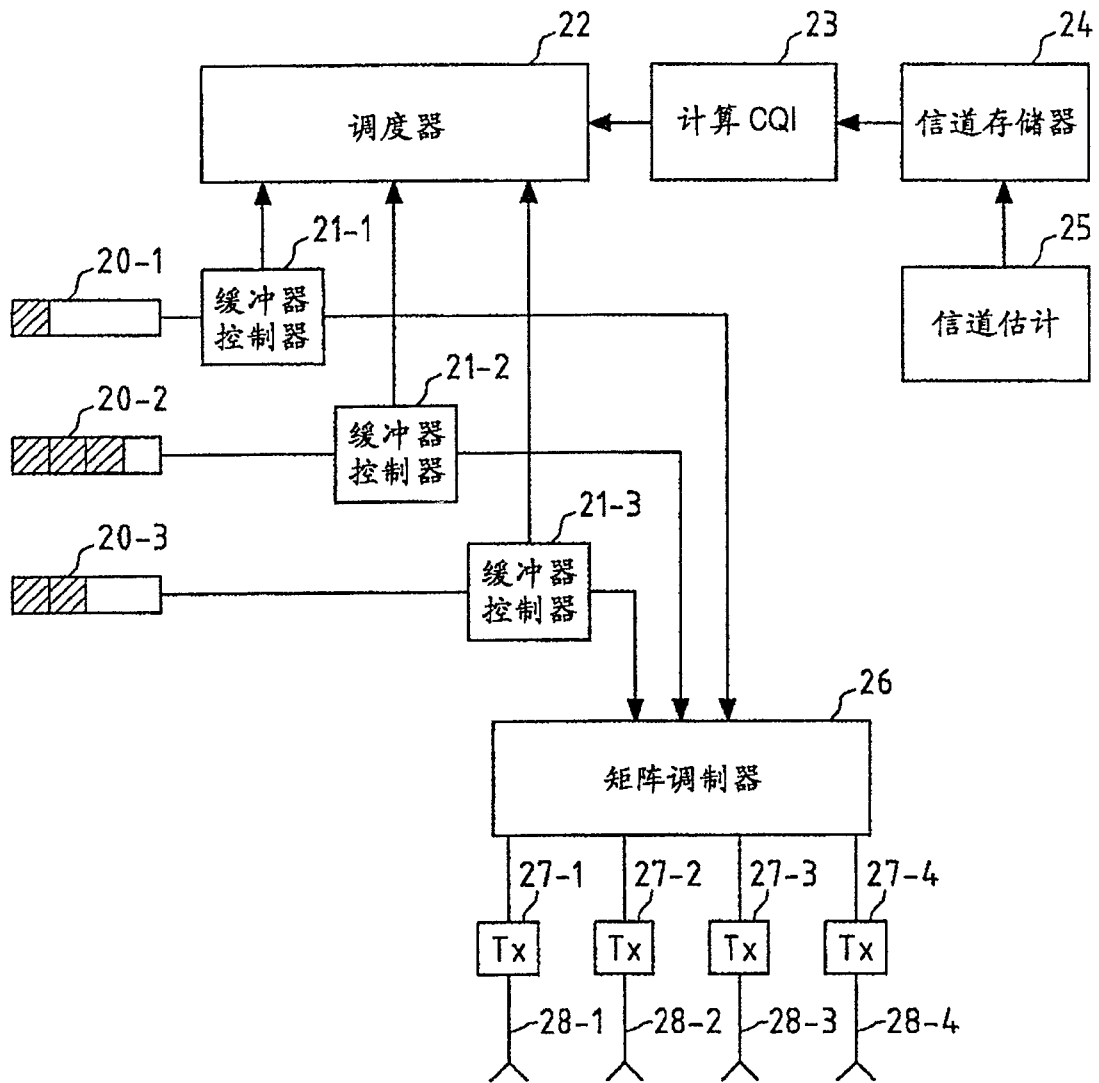 22
23
24
调度器
计算 CQI
信道存储器
25
信道估计
20-1
21-1
缓冲器
控制器
20-2
21-2
缓冲器
控制器
20-3
21-3
缓冲器
控制器
26
矩阵调制器
27-1
27-2
27-3
27-4
Tx
Tx
Tx
Tx
28-1
28-2
28-3
28-4